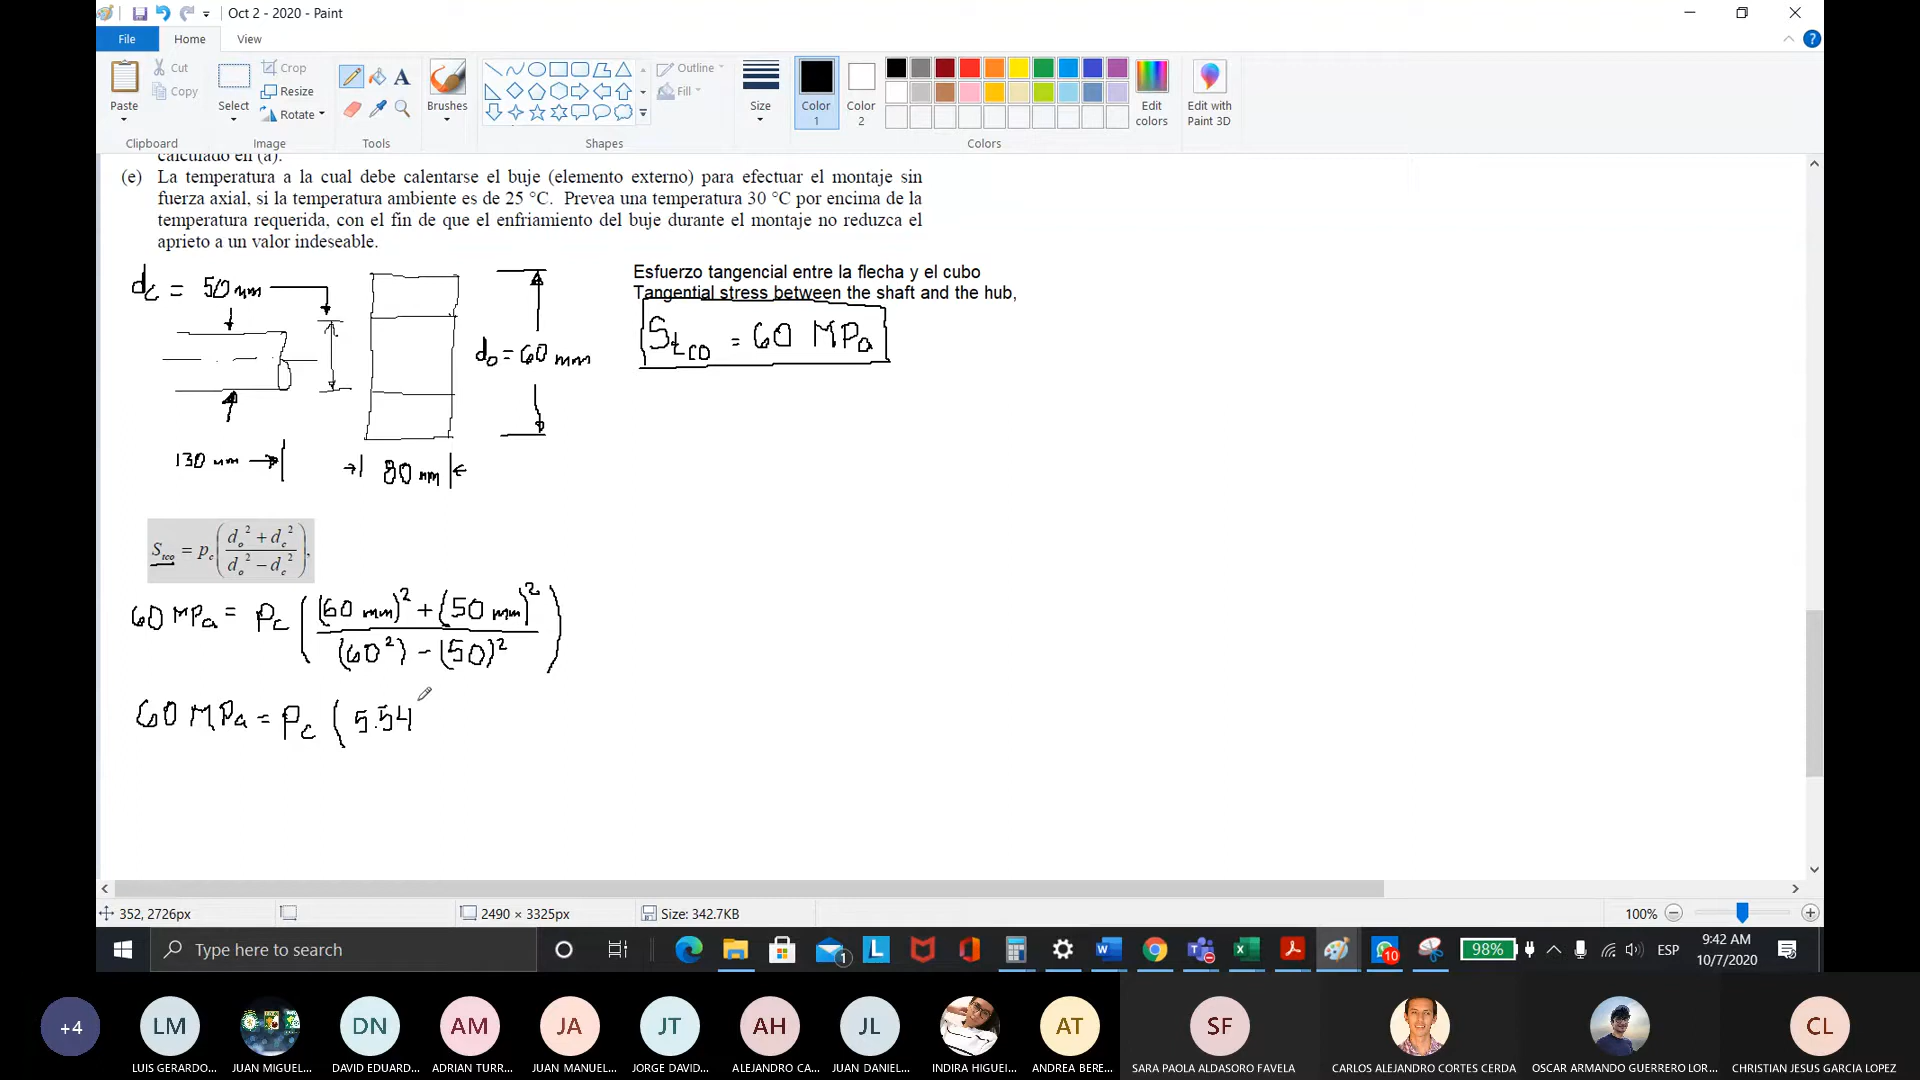 Oct 2 - 2020 - Paint
File Home View
Paste
Cut
Copy
Clipboard
Select
Crop
Resize
Rotate
Image
Tools
Brushes
Outline
Fill
Shapes
Size
Color 1
Color 2
Edit colors
Colors
Edit with Paint 3D
calculado en (a).
(e) La temperatura a la cual debe calentarse el buje (elemento externo) para efectuar el montaje sin
fuerza axial, si la temperatura ambiente es de 25 °C. Prevea una temperatura 30 °C por encima de la
temperatura requerida, con el fin de que el enfriamiento del buje durante el montaje no reduzca el
aprieto a un valor indeseable.
dc = 50 mm
do = 60 mm
130 mm
80 mm
Esfuerzo tangencial entre la flecha y el cubo
Tangential stress between the shaft and the hub,
Stco = 60 MPa
Stco = pc (do² + dc² / do² − dc²),
60 MPa = Pc ((60 mm)² + (50 mm)² / (60²) − (50)²)
60 MPa = Pc ( 5.54
352, 2726px
2490 × 3325px
Size: 342.7KB
100%
Type here to search
1
10
98%
ESP
9:42 AM
10/7/2020
+4 LM DN AM JA JT AH JL AT SF CL
LUIS GERARDO... JUAN MIGUEL... DAVID EDUARD... ADRIAN TURR... JUAN MANUEL... JORGE DAVID... ALEJANDRO CA... JUAN DANIEL... INDIRA HIGUEI... ANDREA BERE... SARA PAOLA ALDASORO FAVELA CARLOS ALEJANDRO CORTES CERDA OSCAR ARMANDO GUERRERO LOR... CHRISTIAN JESUS GARCIA LOPEZ